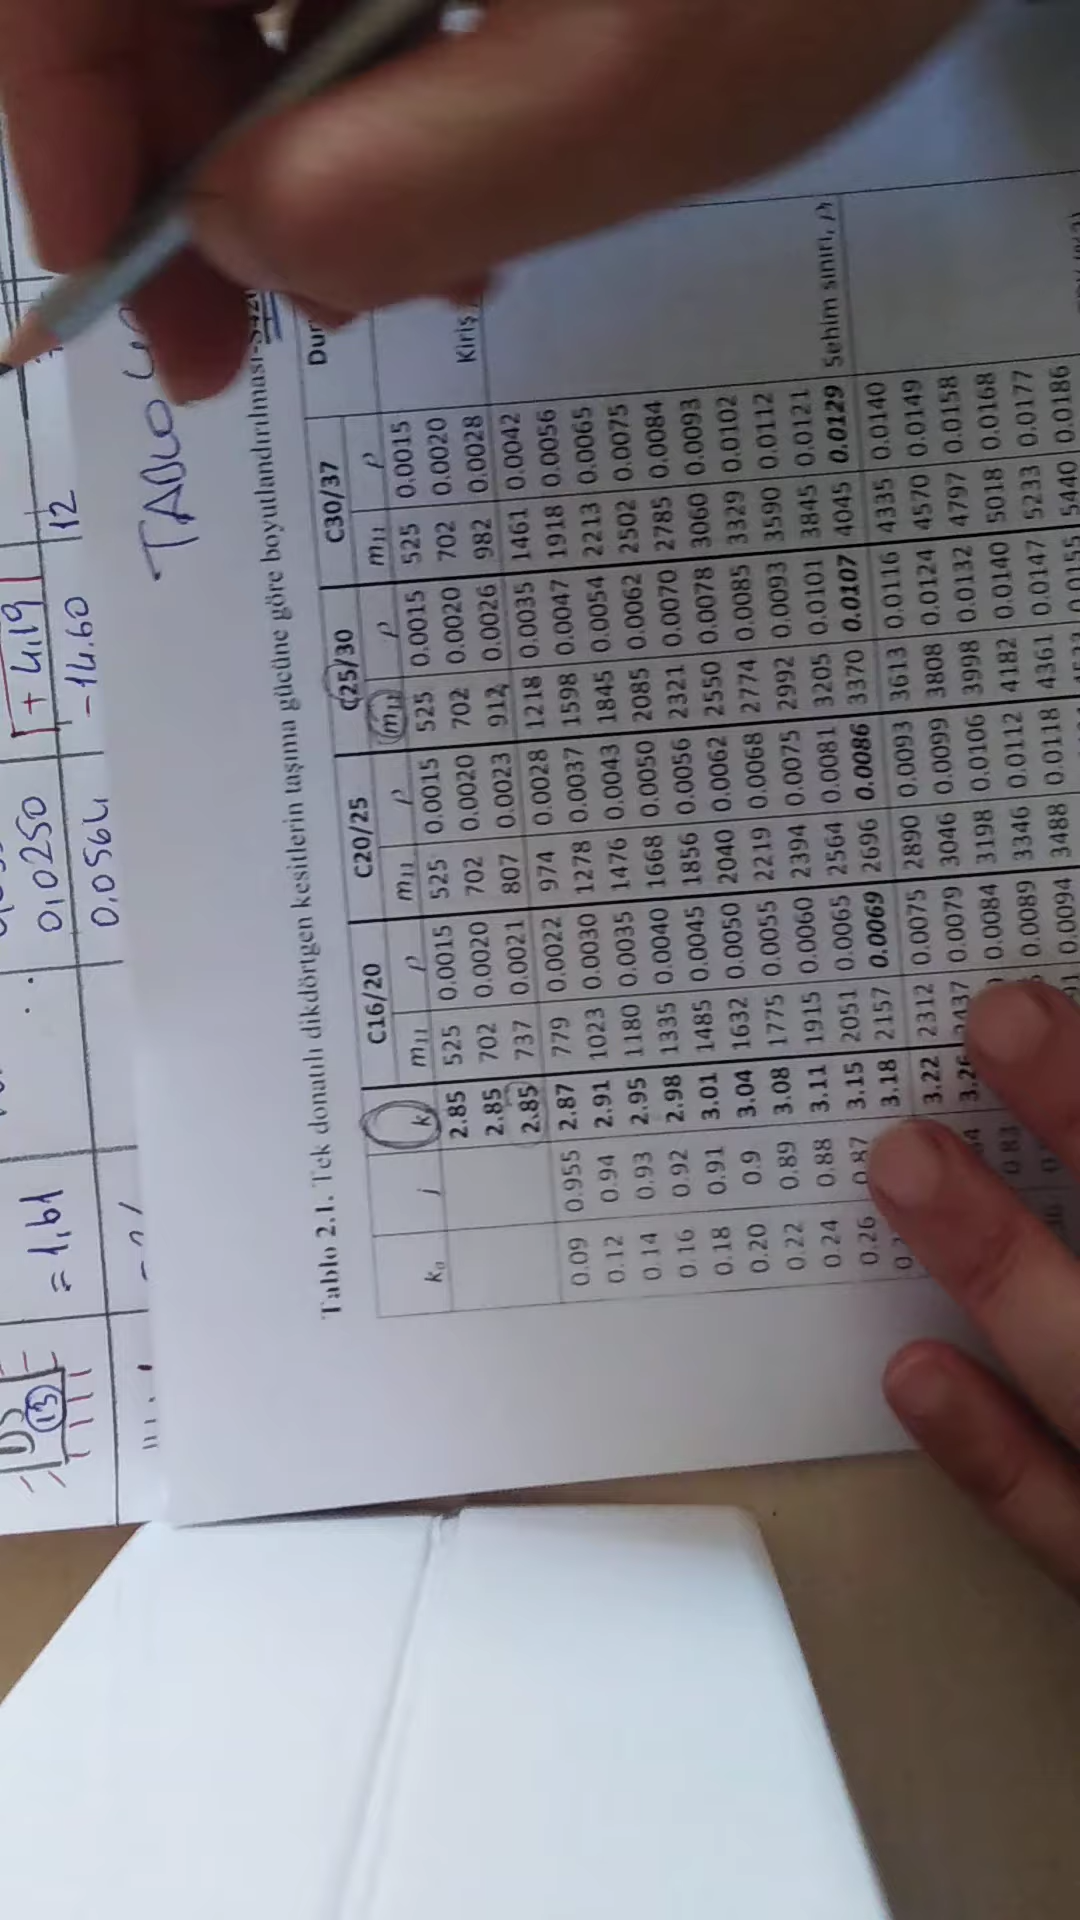 + 4.19
0,0250
= 1,61
13
12
-14.60
0.0564
TABLO
Tablo 2.1. Tek donatılı dikdörtgen kesitlerin taşıma gücüne göre boyutlandırılması-S420
C16/20 C20/25 C25/30 C30/37 Dur
k₀ j k m₁₁ ρ m₁₁ ρ m₁₁ ρ m₁₁ ρ
2.85 525 0.0015 525 0.0015 525 0.0015 525 0.0015
2.85 702 0.0020 702 0.0020 702 0.0020 702 0.0020
2.85 737 0.0021 807 0.0023 912 0.0026 982 0.0028 Kiriş
0.09 0.955 2.87 779 0.0022 974 0.0028 1218 0.0035 1461 0.0042
0.12 0.94 2.91 1023 0.0030 1278 0.0037 1598 0.0047 1918 0.0056
0.14 0.93 2.95 1180 0.0035 1476 0.0043 1845 0.0054 2213 0.0065
0.16 0.92 2.98 1335 0.0040 1668 0.0050 2085 0.0062 2502 0.0075
0.18 0.91 3.01 1485 0.0045 1856 0.0056 2321 0.0070 2785 0.0084
0.20 0.9 3.04 1632 0.0050 2040 0.0062 2550 0.0078 3060 0.0093
0.22 0.89 3.08 1775 0.0055 2219 0.0068 2774 0.0085 3329 0.0102
0.24 0.88 3.11 1915 0.0060 2394 0.0075 2992 0.0093 3590 0.0112
0.26 0.87 3.15 2051 0.0065 2564 0.0081 3205 0.0101 3845 0.0121
3.18 2157 0.0069 2696 0.0086 3370 0.0107 4045 0.0129 Sehim sınırı, ρ
3.22 2312 0.0075 2890 0.0093 3613 0.0116 4335 0.0140
3.26 2437 0.0079 3046 0.0099 3808 0.0124 4570 0.0149
0.0084 3198 0.0106 3998 0.0132 4797 0.0158
0.83 0.0089 3346 0.0112 4182 0.0140 5018 0.0168
0.0094 3488 0.0118 4361 0.0147 5233 0.0177
0.0155 5440 0.0186